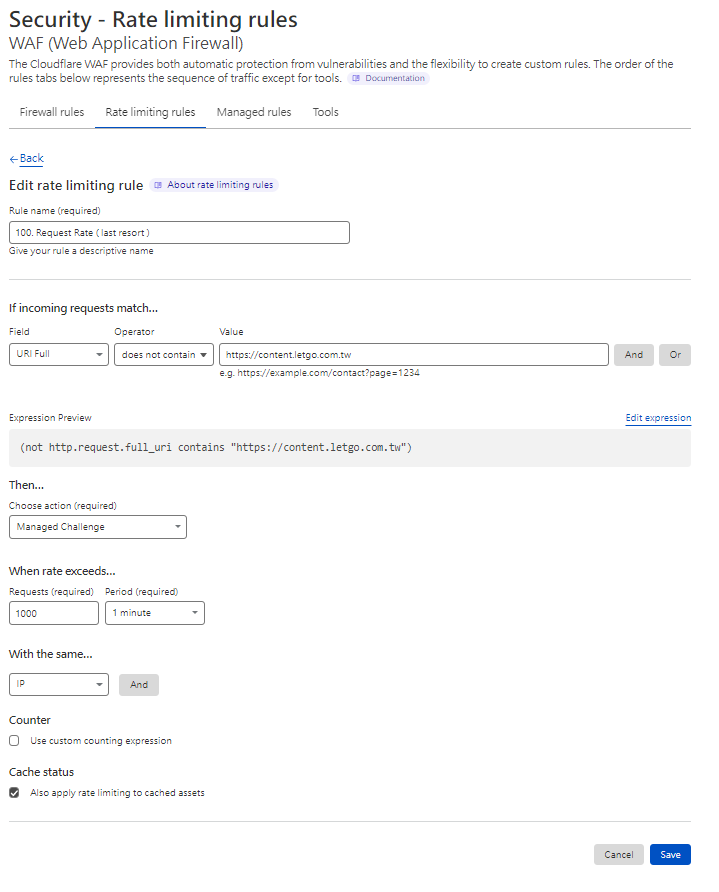 Security - Rate limiting rules
WAF (Web Application Firewall)
The Cloudflare WAF provides both automatic protection from vulnerabilities and the flexibility to create custom rules. The order of the
rules tabs below represents the sequence of traffic except for tools. Documentation
Firewall rules Rate limiting rules Managed rules Tools
←Back
Edit rate limiting rule About rate limiting rules
Rule name (required)
100. Request Rate ( last resort )
Give your rule a descriptive name
If incoming requests match...
Field Operator Value
URI Full does not contain https://content.letgo.com.tw And Or
e.g. https://example.com/contact?page=1234
Expression Preview Edit expression
(not http.request.full_uri contains "https://content.letgo.com.tw")
Then...
Choose action (required)
Managed Challenge
When rate exceeds...
Requests (required) Period (required)
1000 1 minute
With the same...
IP And
Counter
Use custom counting expression
Cache status
Also apply rate limiting to cached assets
Cancel Save